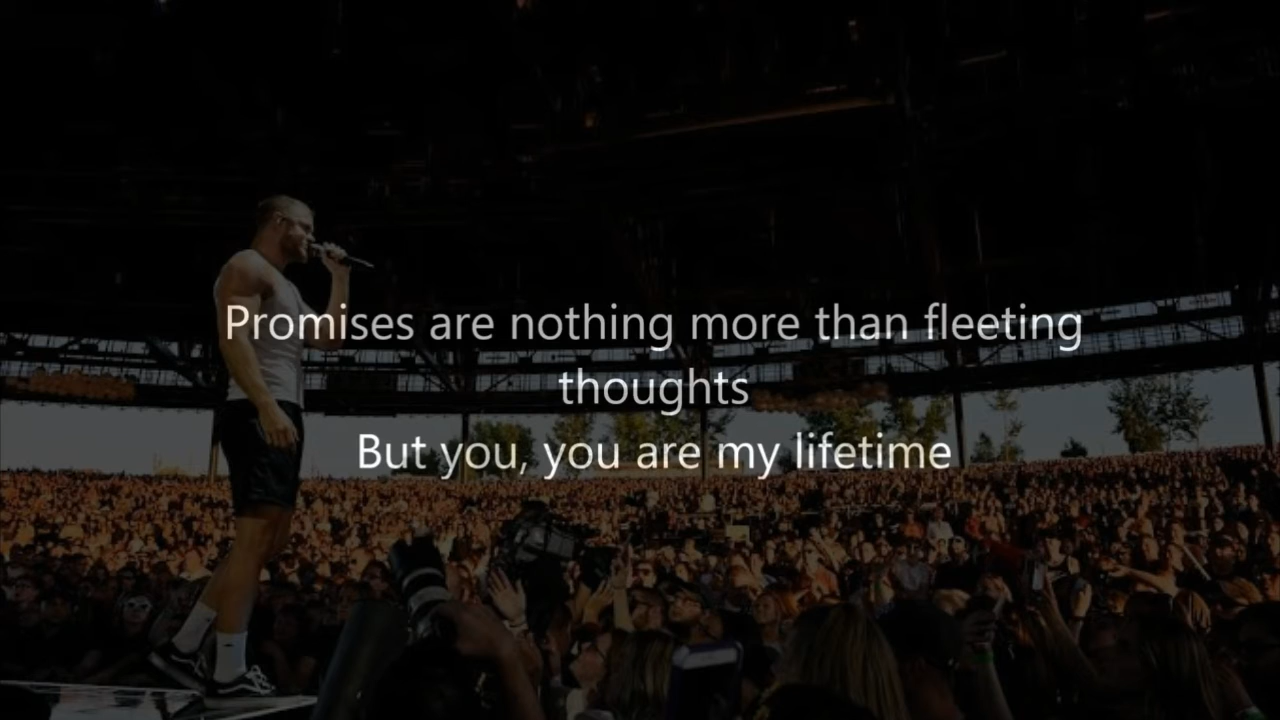 Promises are nothing more than fleeting
thoughts
But you, you are my lifetime